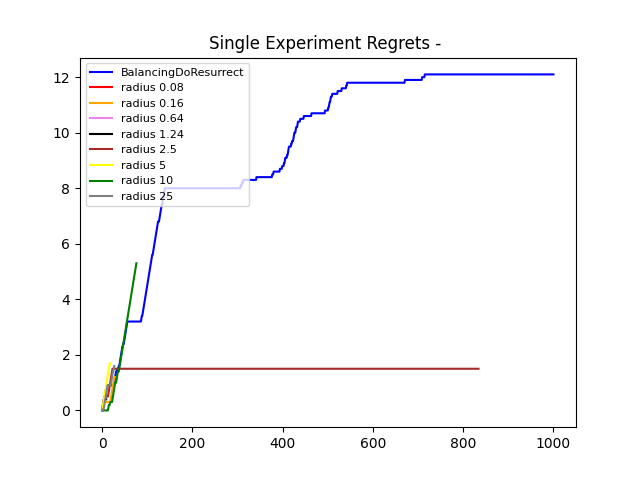 Single Experiment Regrets -
BalancingDoResurrect
radius 0.08
radius 0.16
radius 0.64
radius 1.24
radius 2.5
radius 5
radius 10
radius 25
12
10
8
6
4
2
0
0 200 400 600 800 1000